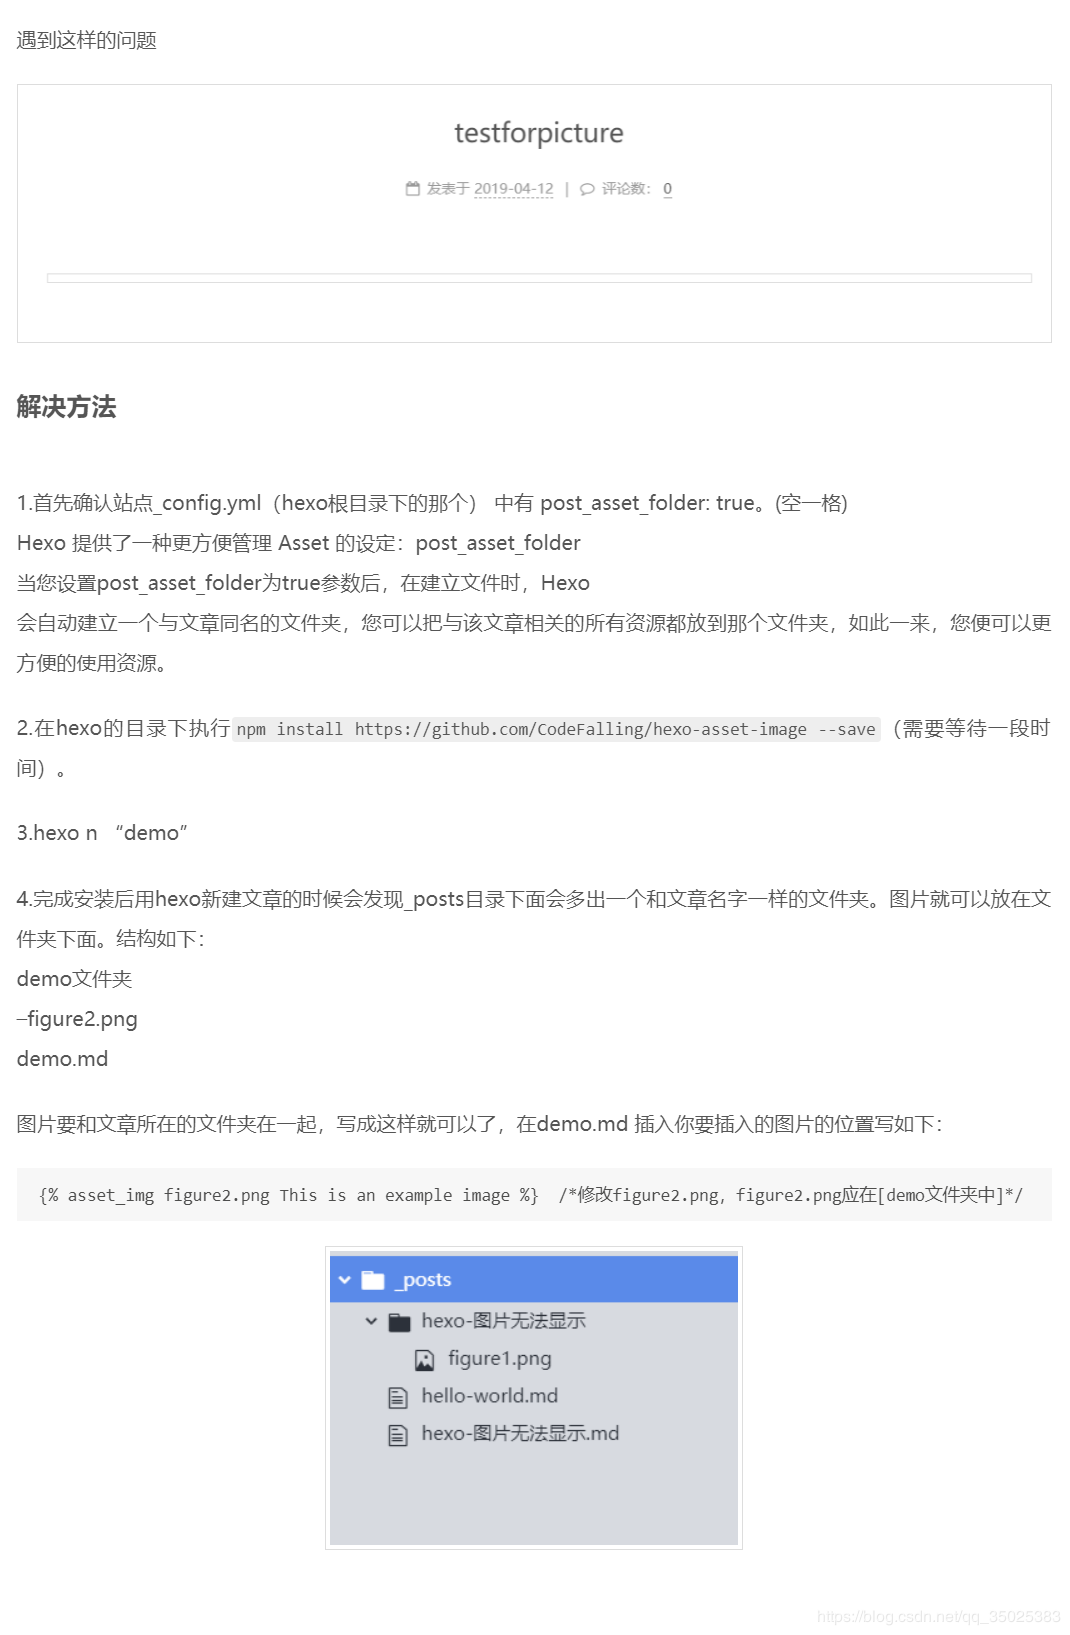 遇到这样的问题
testforpicture
发表于 2019-04-12 | 评论数： 0
解决方法
1.首先确认站点_config.yml（hexo根目录下的那个） 中有 post_asset_folder: true。(空一格)
Hexo 提供了一种更方便管理 Asset 的设定：post_asset_folder
当您设置post_asset_folder为true参数后，在建立文件时，Hexo
会自动建立一个与文章同名的文件夹，您可以把与该文章相关的所有资源都放到那个文件夹，如此一来，您便可以更
方便的使用资源。
2.在hexo的目录下执行npm install https://github.com/CodeFalling/hexo-asset-image --save（需要等待一段时
间）。
3.hexo n “demo”
4.完成安装后用hexo新建文章的时候会发现_posts目录下面会多出一个和文章名字一样的文件夹。图片就可以放在文
件夹下面。结构如下：
demo文件夹
–figure2.png
demo.md
图片要和文章所在的文件夹在一起，写成这样就可以了，在demo.md 插入你要插入的图片的位置写如下：
{% asset_img figure2.png This is an example image %}  /*修改figure2.png，figure2.png应在[demo文件夹中]*/
_posts
hexo-图片无法显示
figure1.png
hello-world.md
hexo-图片无法显示.md
https://blog.csdn.net/qq_35025383